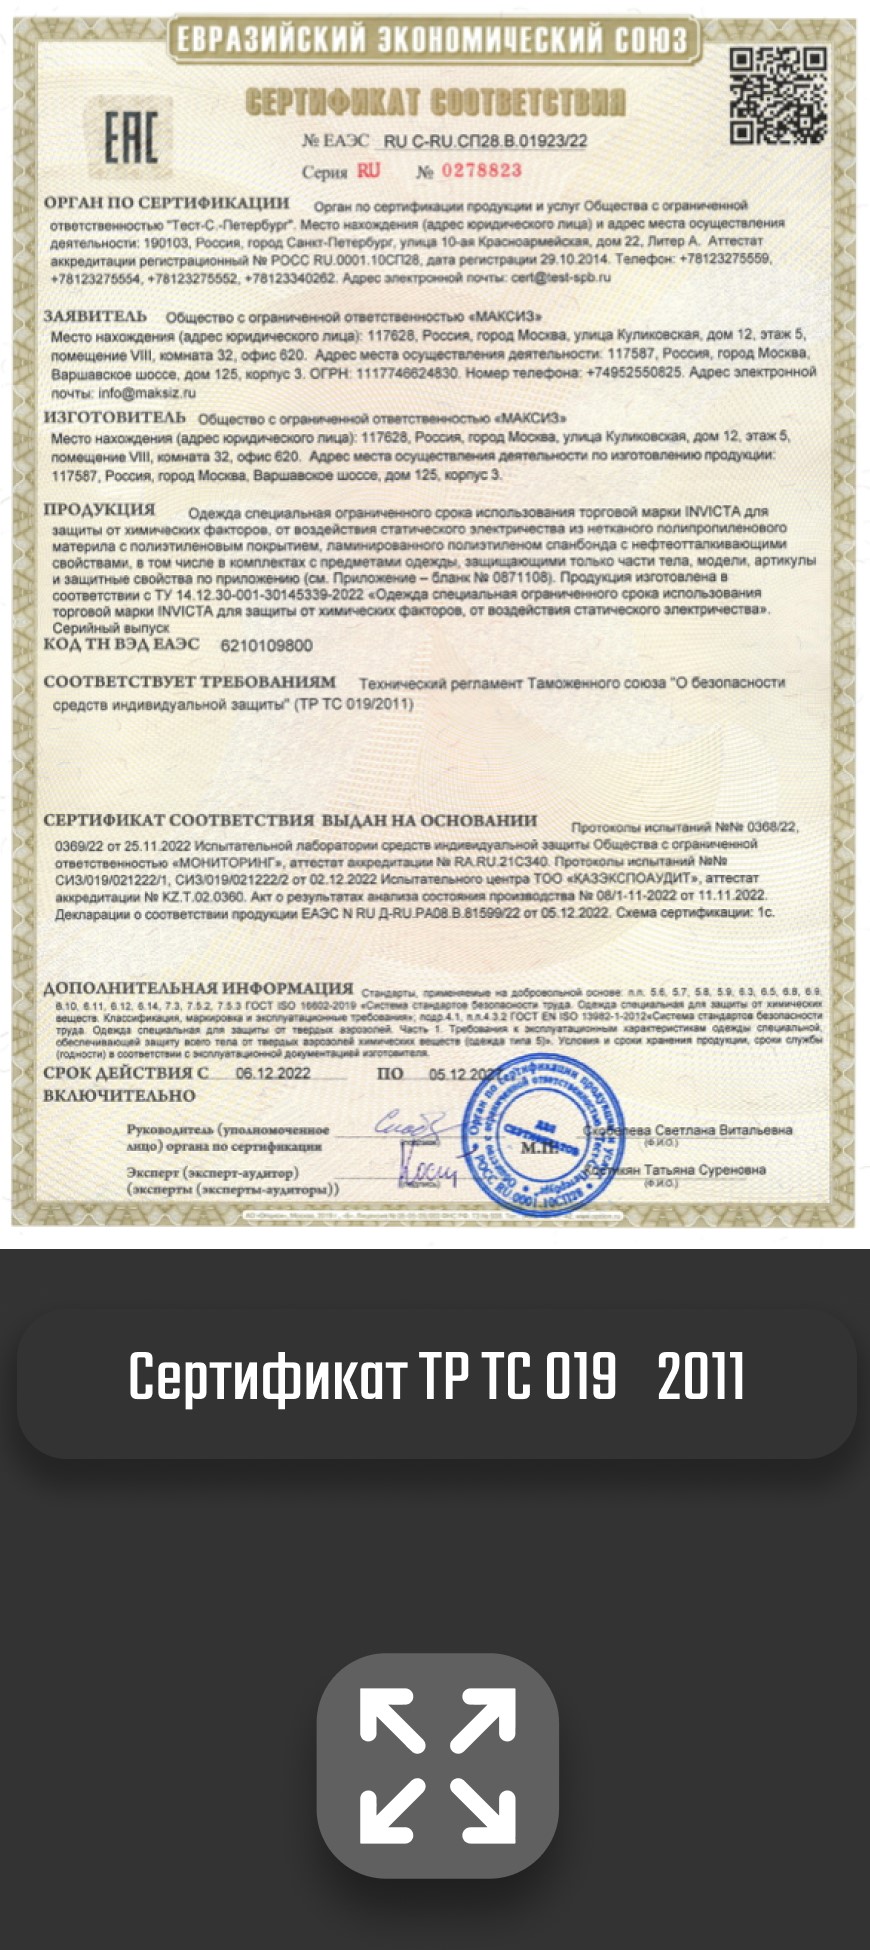 ЕВРАЗИЙСКИЙ ЭКОНОМИЧЕСКИЙ СОЮЗ
EAC
СЕРТИФИКАТ СООТВЕТСТВИЯ
№ ЕАЭС RU С-RU.СП28.В.01923/22
Серия RU № 0278823
ОРГАН ПО СЕРТИФИКАЦИИ Орган по сертификации продукции и услуг Общества с ограниченной
ответственностью "Тест-С.-Петербург". Место нахождения (адрес юридического лица) и адрес места осуществления
деятельности: 190103, Россия, город Санкт-Петербург, улица 10-ая Красноармейская, дом 22, Литер А. Аттестат
аккредитации регистрационный № РОСС RU.0001.10СП28, дата регистрации 29.10.2014. Телефон: +78123275559,
+78123275554, +78123275552, +78123340262. Адрес электронной почты: cert@test-spb.ru
ЗАЯВИТЕЛЬ Общество с ограниченной ответственностью «МАКСИЗ»
Место нахождения (адрес юридического лица): 117628, Россия, город Москва, улица Куликовская, дом 12, этаж 5,
помещение VIII, комната 32, офис 620. Адрес места осуществления деятельности: 117587, Россия, город Москва,
Варшавское шоссе, дом 125, корпус 3. ОГРН: 1117746624830. Номер телефона: +74952550825. Адрес электронной
почты: info@maksiz.ru
ИЗГОТОВИТЕЛЬ Общество с ограниченной ответственностью «МАКСИЗ»
Место нахождения (адрес юридического лица): 117628, Россия, город Москва, улица Куликовская, дом 12, этаж 5,
помещение VIII, комната 32, офис 620. Адрес места осуществления деятельности по изготовлению продукции:
117587, Россия, город Москва, Варшавское шоссе, дом 125, корпус 3.
ПРОДУКЦИЯ Одежда специальная ограниченного срока использования торговой марки INVICTA для
защиты от химических факторов, от воздействия статического электричества из нетканого полипропиленового
материла с полиэтиленовым покрытием, ламинированного полиэтиленом спанбонда с нефтеотталкивающими
свойствами, в том числе в комплектах с предметами одежды, защищающими только части тела, модели, артикулы
и защитные свойства по приложению (см. Приложение – бланк № 0871108). Продукция изготовлена в
соответствии с ТУ 14.12.30-001-30145339-2022 «Одежда специальная ограниченного срока использования
торговой марки INVICTA для защиты от химических факторов, от воздействия статического электричества».
Серийный выпуск
КОД ТН ВЭД ЕАЭС 6210109800
СООТВЕТСТВУЕТ ТРЕБОВАНИЯМ Технический регламент Таможенного союза "О безопасности
средств индивидуальной защиты" (ТР ТС 019/2011)
СЕРТИФИКАТ СООТВЕТСТВИЯ ВЫДАН НА ОСНОВАНИИ Протоколы испытаний №№ 0368/22,
0369/22 от 25.11.2022 Испытательной лаборатории средств индивидуальной защиты Общества с ограниченной
ответственностью «МОНИТОРИНГ», аттестат аккредитации № RA.RU.21СЗ40. Протоколы испытаний №№
СИЗ/019/021222/1, СИЗ/019/021222/2 от 02.12.2022 Испытательного центра ТОО «КАЗЭКСПОАУДИТ», аттестат
аккредитации № KZ.T.02.0360. Акт о результатах анализа состояния производства № 08/1-11-2022 от 11.11.2022.
Декларации о соответствии продукции ЕАЭС N RU Д-RU.РА08.В.81599/22 от 05.12.2022. Схема сертификации: 1с.
ДОПОЛНИТЕЛЬНАЯ ИНФОРМАЦИЯ Стандарты, применяемые на добровольной основе: п.п. 5.6, 5.7, 5.8, 5.9, 6.3, 6.5, 6.8, 6.9,
6.10, 6.11, 6.12, 6.14, 7.3, 7.5.2, 7.5.3 ГОСТ ISO 16602-2019 «Система стандартов безопасности труда. Одежда специальная для защиты от химических
веществ. Классификация, маркировка и эксплуатационные требования»; подр.4.1, п.п.4.3.2 ГОСТ EN ISO 13982-1-2012«Система стандартов безопасности
труда. Одежда специальная для защиты от твердых аэрозолей. Часть 1. Требования к эксплуатационным характеристикам одежды специальной,
обеспечивающей защиту всего тела от твердых аэрозолей химических веществ (одежда типа 5)». Условия и сроки хранения продукции, сроки службы
(годности) в соответствии с эксплуатационной документацией изготовителя.
СРОК ДЕЙСТВИЯ С 06.12.2022 ПО 05.12.2027
ВКЛЮЧИТЕЛЬНО
Руководитель (уполномоченное
лицо) органа по сертификации
Скобелева Светлана Витальевна
(Ф.И.О.)
М.П.
Эксперт (эксперт-аудитор)
(эксперты (эксперты-аудиторы))
(подпись)
Костикян Татьяна Суреновна
(Ф.И.О.)
ДЛЯ
СЕРТИФИКАТОВ
РОСС RU.0001.10СП28
Сертификат ТР ТС 019 2011